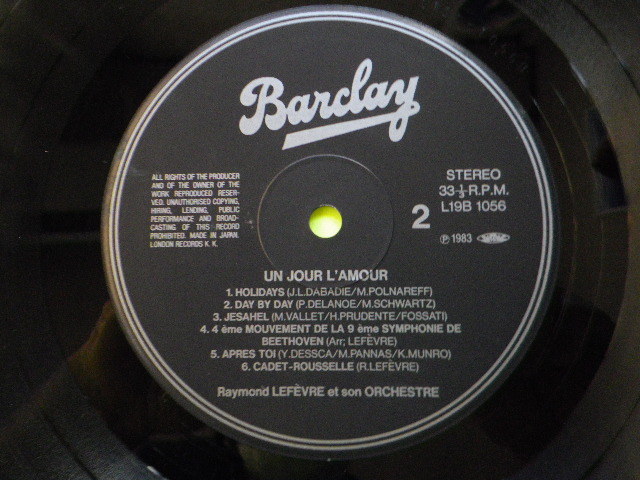 Barclay
ALL RIGHTS OF THE PRODUCER
AND OF THE OWNER OF THE
WORK REPRODUCED RESER-
VED. UNAUTHORISED COPYING,
HIRING, LENDING, PUBLIC
PERFORMANCE AND BROAD-
CASTING OF THIS RECORD
PROHIBITED. MADE IN JAPAN.
LONDON RECORDS K. K.
STEREO
33-⅓-R.P.M.
L19B 1056
2
℗ 1983
UN JOUR L'AMOUR
1. HOLIDAYS (J.L.DABADIE/M.POLNAREFF)
2. DAY BY DAY (P.DELANOE/M.SCHWARTZ)
3. JESAHEL (M.VALLET/H.PRUDENTE/FOSSATI)
4. 4 ème MOUVEMENT DE LA 9 ème SYMPHONIE DE
BEETHOVEN (Arr; LEFÈVRE)
5. APRES TOI (Y.DESSCA/M.PANNAS/K.MUNRO)
6. CADET-ROUSSELLE (R.LEFÈVRE)
Raymond LEFÈVRE et son ORCHESTRE